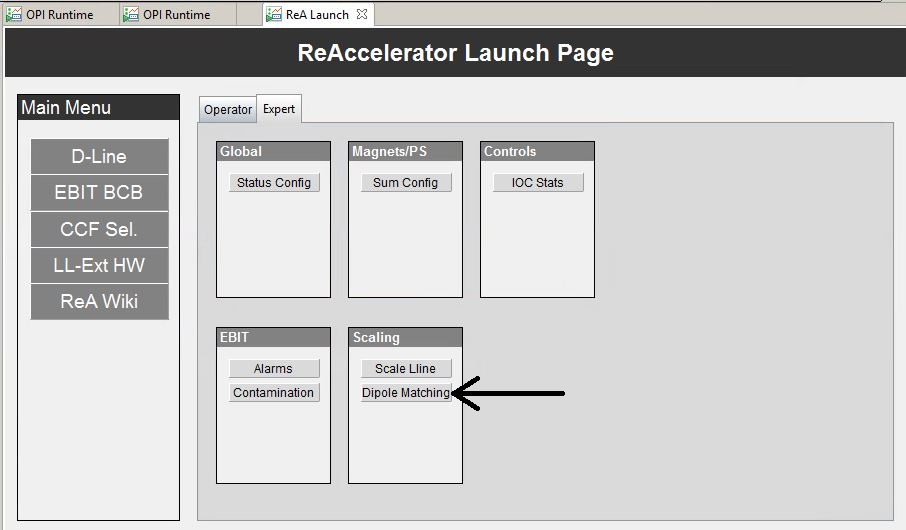 OPI Runtime
OPI Runtime
ReA Launch
ReAccelerator Launch Page
Main Menu
D-Line
EBIT BCB
CCF Sel.
LL-Ext HW
ReA Wiki
Operator
Expert
Global
Status Config
Magnets/PS
Sum Config
Controls
IOC Stats
EBIT
Alarms
Contamination
Scaling
Scale Lline
Dipole Matching